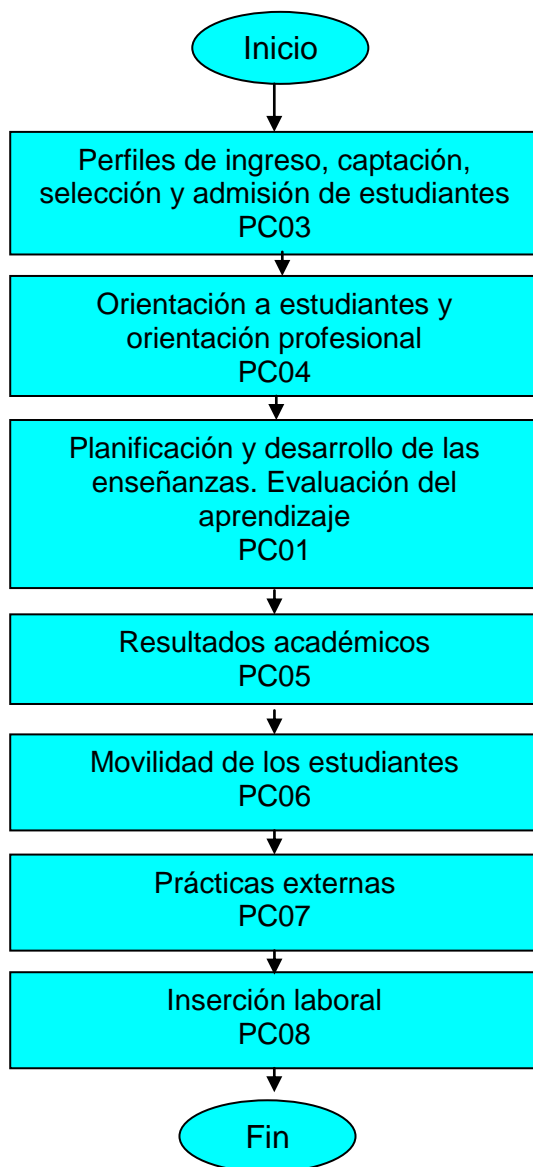 Inicio
Perfiles de ingreso, captación,
selección y admisión de estudiantes
PC03
Orientación a estudiantes y
orientación profesional
PC04
Planificación y desarrollo de las
enseñanzas. Evaluación del
aprendizaje
PC01
Resultados académicos
PC05
Movilidad de los estudiantes
PC06
Prácticas externas
PC07
Inserción laboral
PC08
Fin